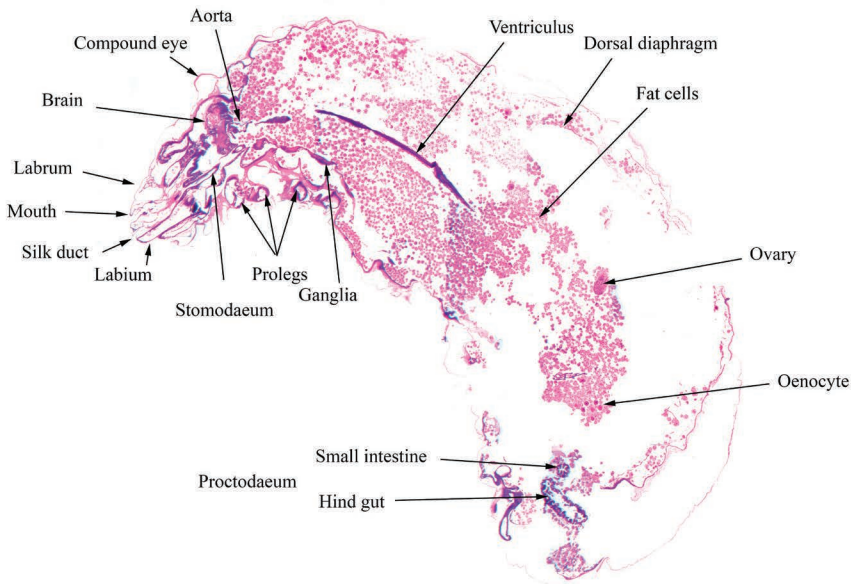 Aorta
Ventriculus
Compound eye
Dorsal diaphragm
Brain
Fat cells
Labrum
Mouth
Silk duct
Labium
Prolegs
Ganglia
Stomodaeum
Ovary
Oenocyte
Small intestine
Proctodaeum
Hind gut